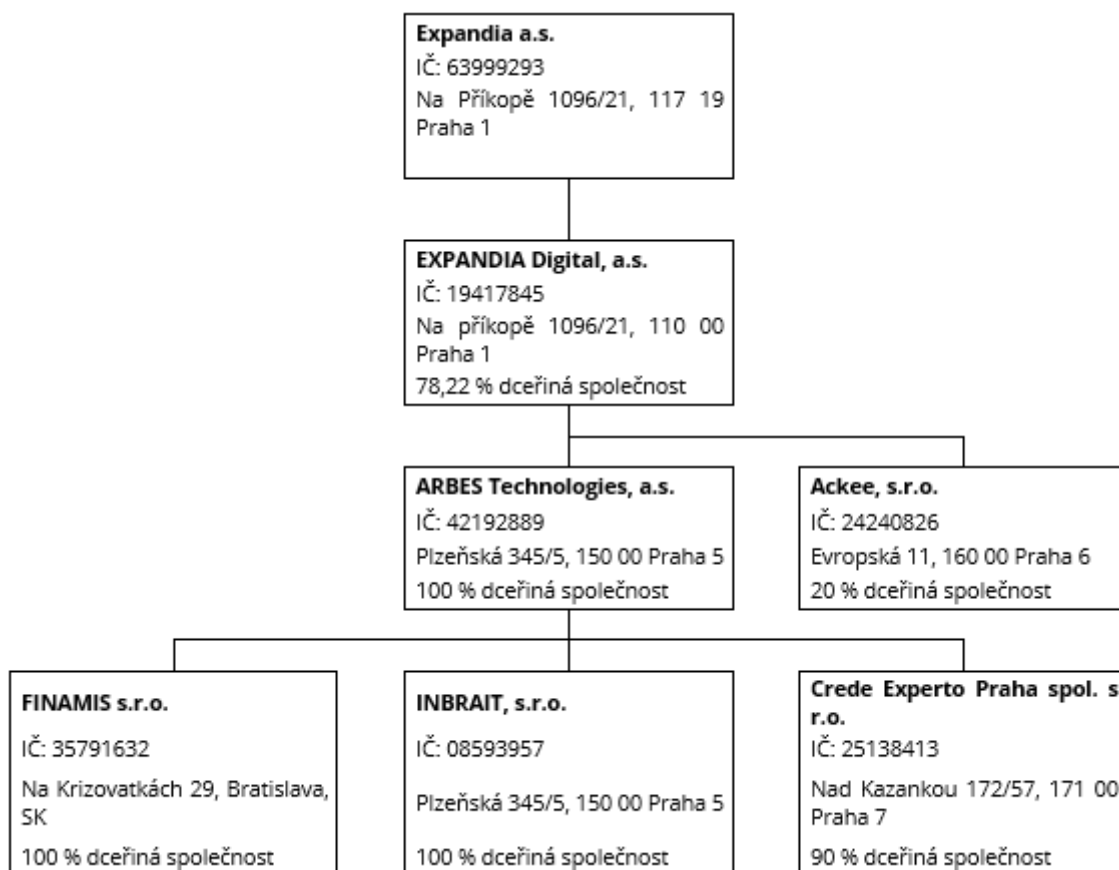 Expandia a.s.
IČ: 63999293
Na Příkopě 1096/21, 117 19
Praha 1
EXPANDIA Digital, a.s.
IČ: 19417845
Na příkopě 1096/21, 110 00
Praha 1
78,22 % dceřiná společnost
ARBES Technologies, a.s.
IČ: 42192889
Plzeňská 345/5, 150 00 Praha 5
100 % dceřiná společnost
Ackee, s.r.o.
IČ: 24240826
Evropská 11, 160 00 Praha 6
20 % dceřiná společnost
FINAMIS s.r.o.
IČ: 35791632
Na Krizovatkách 29, Bratislava,
SK
100 % dceřiná společnost
INBRAIT, s.r.o.
IČ: 08593957
Plzeňská 345/5, 150 00 Praha 5
100 % dceřiná společnost
Crede Experto Praha spol. s
r.o.
IČ: 25138413
Nad Kazankou 172/57, 171 00
Praha 7
90 % dceřiná společnost